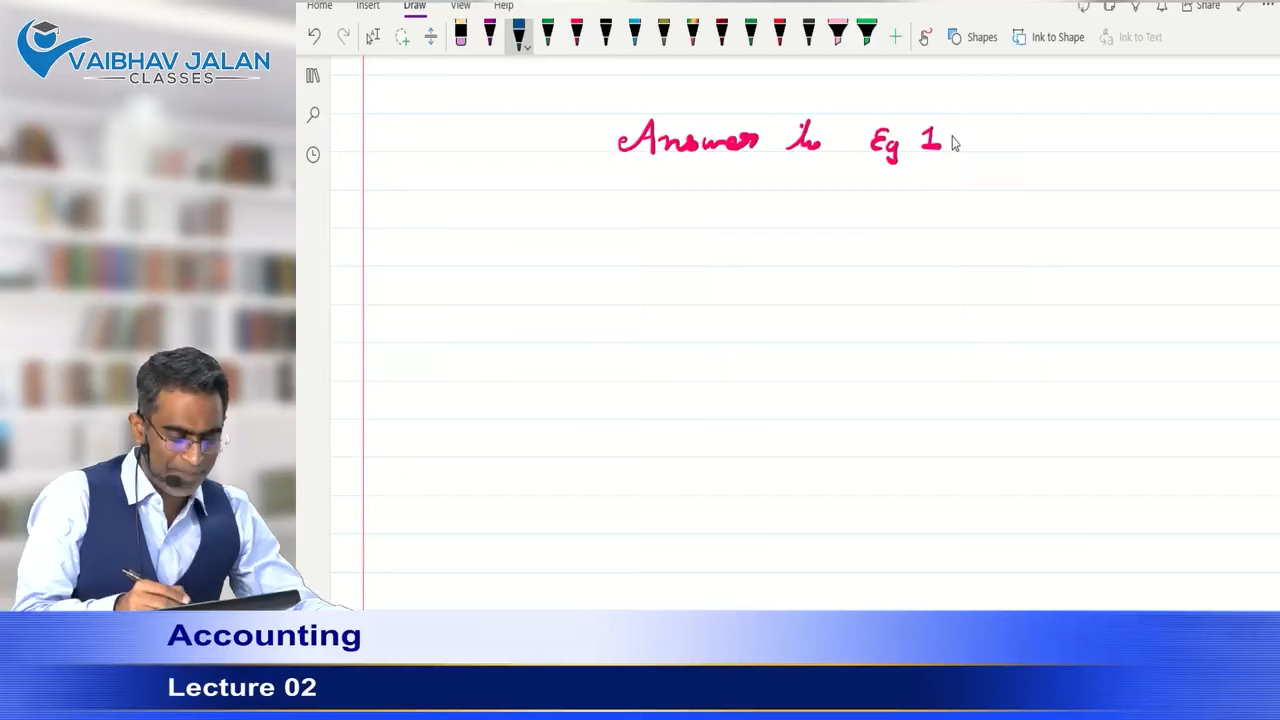 Home Insert Draw View Help Share
VAIBHAV JALAN
CLASSES
Shapes Ink to Shape Ink to Text
Answer to Eg 1
Accounting
Lecture 02